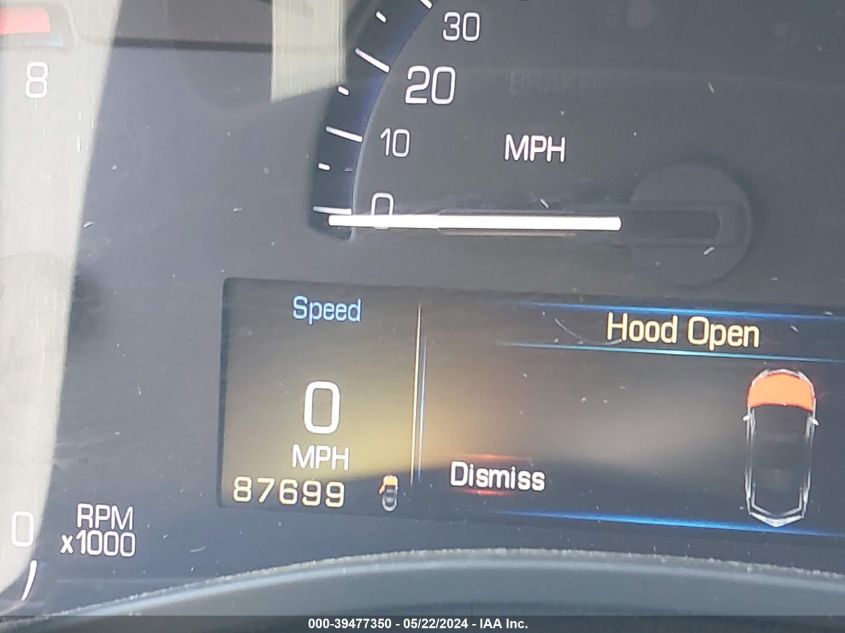 30
8
20
BRAKE
10
MPH
0
Speed
Hood Open
0
MPH
Dismiss
87699
RPM
0
x1000
000-39477350 - 05/22/2024 - IAA Inc.